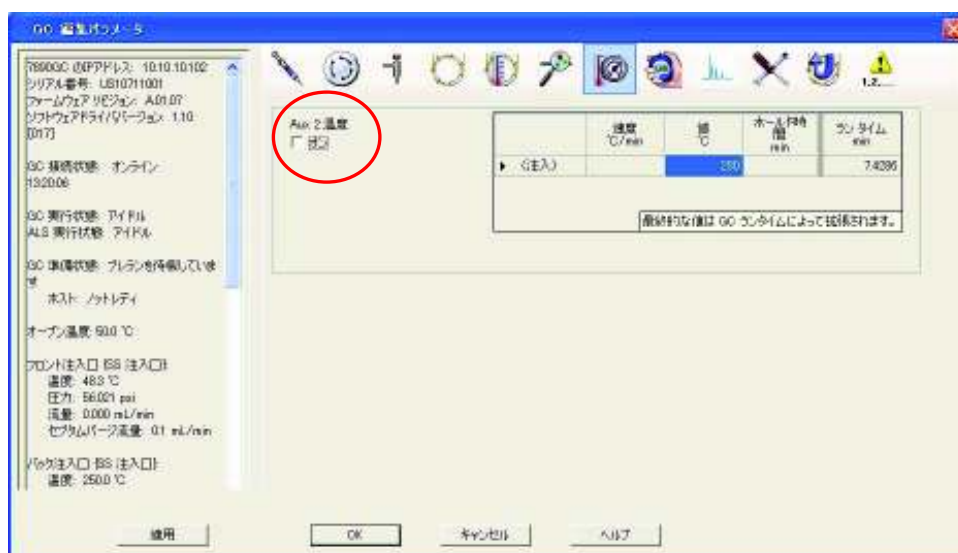 GC 編集パラメータ
7890GC のIPアドレス: 10.10.10.102
シリアル番号: US10711001
ファームウェア リビジョン: A.01.07
ソフトウェアドライババージョン: 1.10
[017]
GC 接続状態: オンライン
13:20:06
GC 実行状態: アイドル
ALS 実行状態: アイドル
GC 準備状態: プレランを待機していま
す
ホスト: ノットレディ
オーブン温度: 50.0 ℃
フロント注入口 (SS 注入口):
温度: 48.3 ℃
圧力: 56.021 psi
流量: 0.000 mL/min
セプタムパージ流量: 0.1 mL/min
バック注入口 (SS 注入口):
温度: 250.0 ℃
1.2.....
Aux 2 温度
オン
速度
℃/min
値
℃
ホールド時
間
min
ラン タイム
min
(注入) 280 7.4286
最終的な値は GC ランタイムによって拡張されます。
適用 OK キャンセル ヘルプ